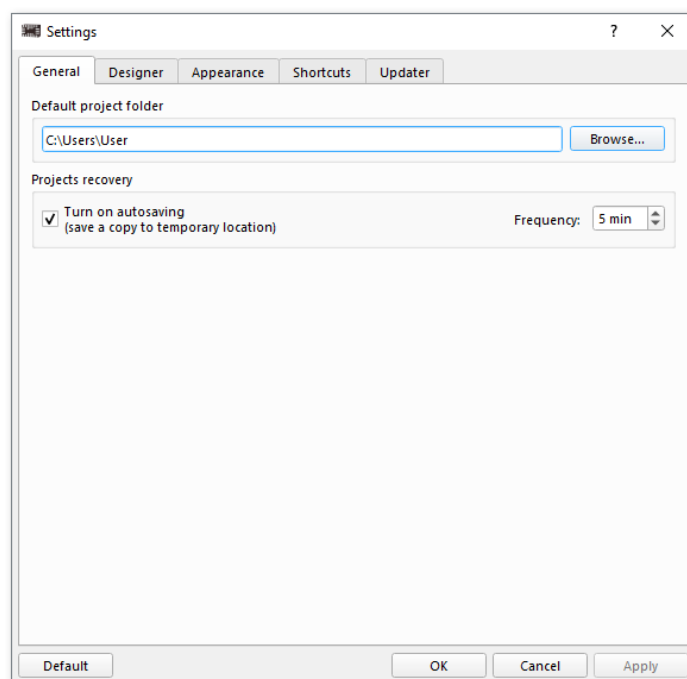 Settings
General Designer Appearance Shortcuts Updater
Default project folder
C:\Users\User Browse...
Projects recovery
Turn on autosaving
(save a copy to temporary location)
Frequency: 5 min
Default OK Cancel Apply